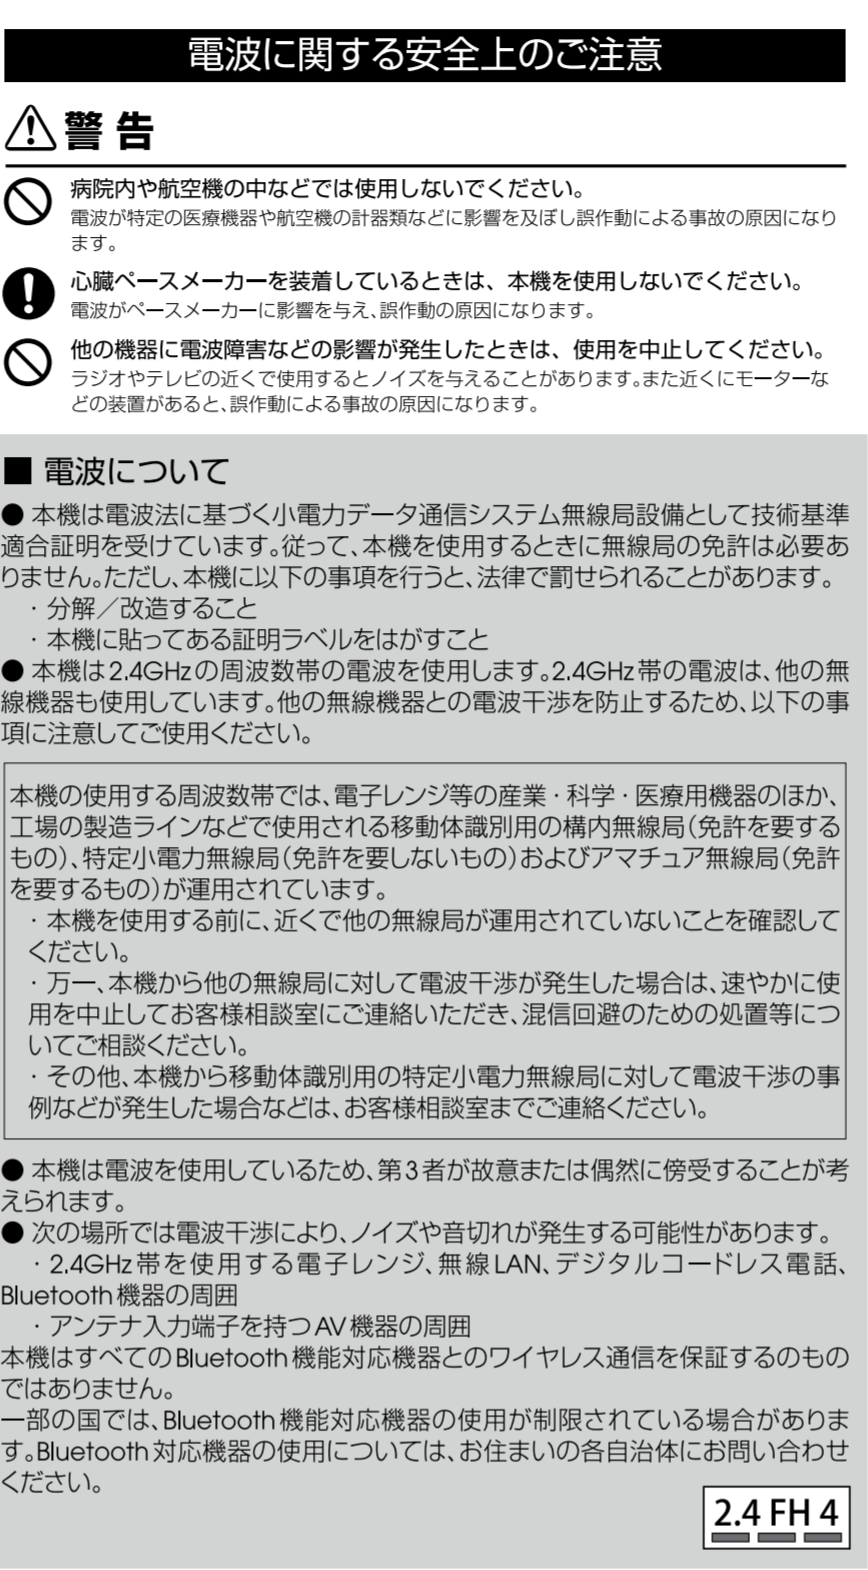 電波に関する安全上のご注意
警告
病院内や航空機の中などでは使用しないでください。
電波が特定の医療機器や航空機の計器類などに影響を及ぼし誤作動による事故の原因になり
ます。
心臓ペースメーカーを装着しているときは、本機を使用しないでください。
電波がペースメーカーに影響を与え、誤作動の原因になります。
他の機器に電波障害などの影響が発生したときは、使用を中止してください。
ラジオやテレビの近くで使用するとノイズを与えることがあります。また近くにモーターな
どの装置があると、誤作動による事故の原因になります。
■ 電波について
● 本機は電波法に基づく小電力データ通信システム無線局設備として技術基準
適合証明を受けています。従って、本機を使用するときに無線局の免許は必要あ
りません。ただし、本機に以下の事項を行うと、法律で罰せられることがあります。
・分解／改造すること
・本機に貼ってある証明ラベルをはがすこと
● 本機は2.4GHzの周波数帯の電波を使用します。2.4GHz帯の電波は、他の無
線機器も使用しています。他の無線機器との電波干渉を防止するため、以下の事
項に注意してご使用ください。
本機の使用する周波数帯では、電子レンジ等の産業・科学・医療用機器のほか、
工場の製造ラインなどで使用される移動体識別用の構内無線局（免許を要する
もの）、特定小電力無線局（免許を要しないもの）およびアマチュア無線局（免許
を要するもの）が運用されています。
・本機を使用する前に、近くで他の無線局が運用されていないことを確認して
ください。
・万一、本機から他の無線局に対して電波干渉が発生した場合は、速やかに使
用を中止してお客様相談室にご連絡いただき、混信回避のための処置等につ
いてご相談ください。
・その他、本機から移動体識別用の特定小電力無線局に対して電波干渉の事
例などが発生した場合などは、お客様相談室までご連絡ください。
● 本機は電波を使用しているため、第3者が故意または偶然に傍受することが考
えられます。
● 次の場所では電波干渉により、ノイズや音切れが発生する可能性があります。
・2.4GHz帯を使用する電子レンジ、無線LAN、デジタルコードレス電話、
Bluetooth機器の周囲
・アンテナ入力端子を持つAV機器の周囲
本機はすべてのBluetooth機能対応機器とのワイヤレス通信を保証するのもの
ではありません。
一部の国では、Bluetooth機能対応機器の使用が制限されている場合がありま
す。Bluetooth対応機器の使用については、お住まいの各自治体にお問い合わせ
ください。
2.4 FH 4